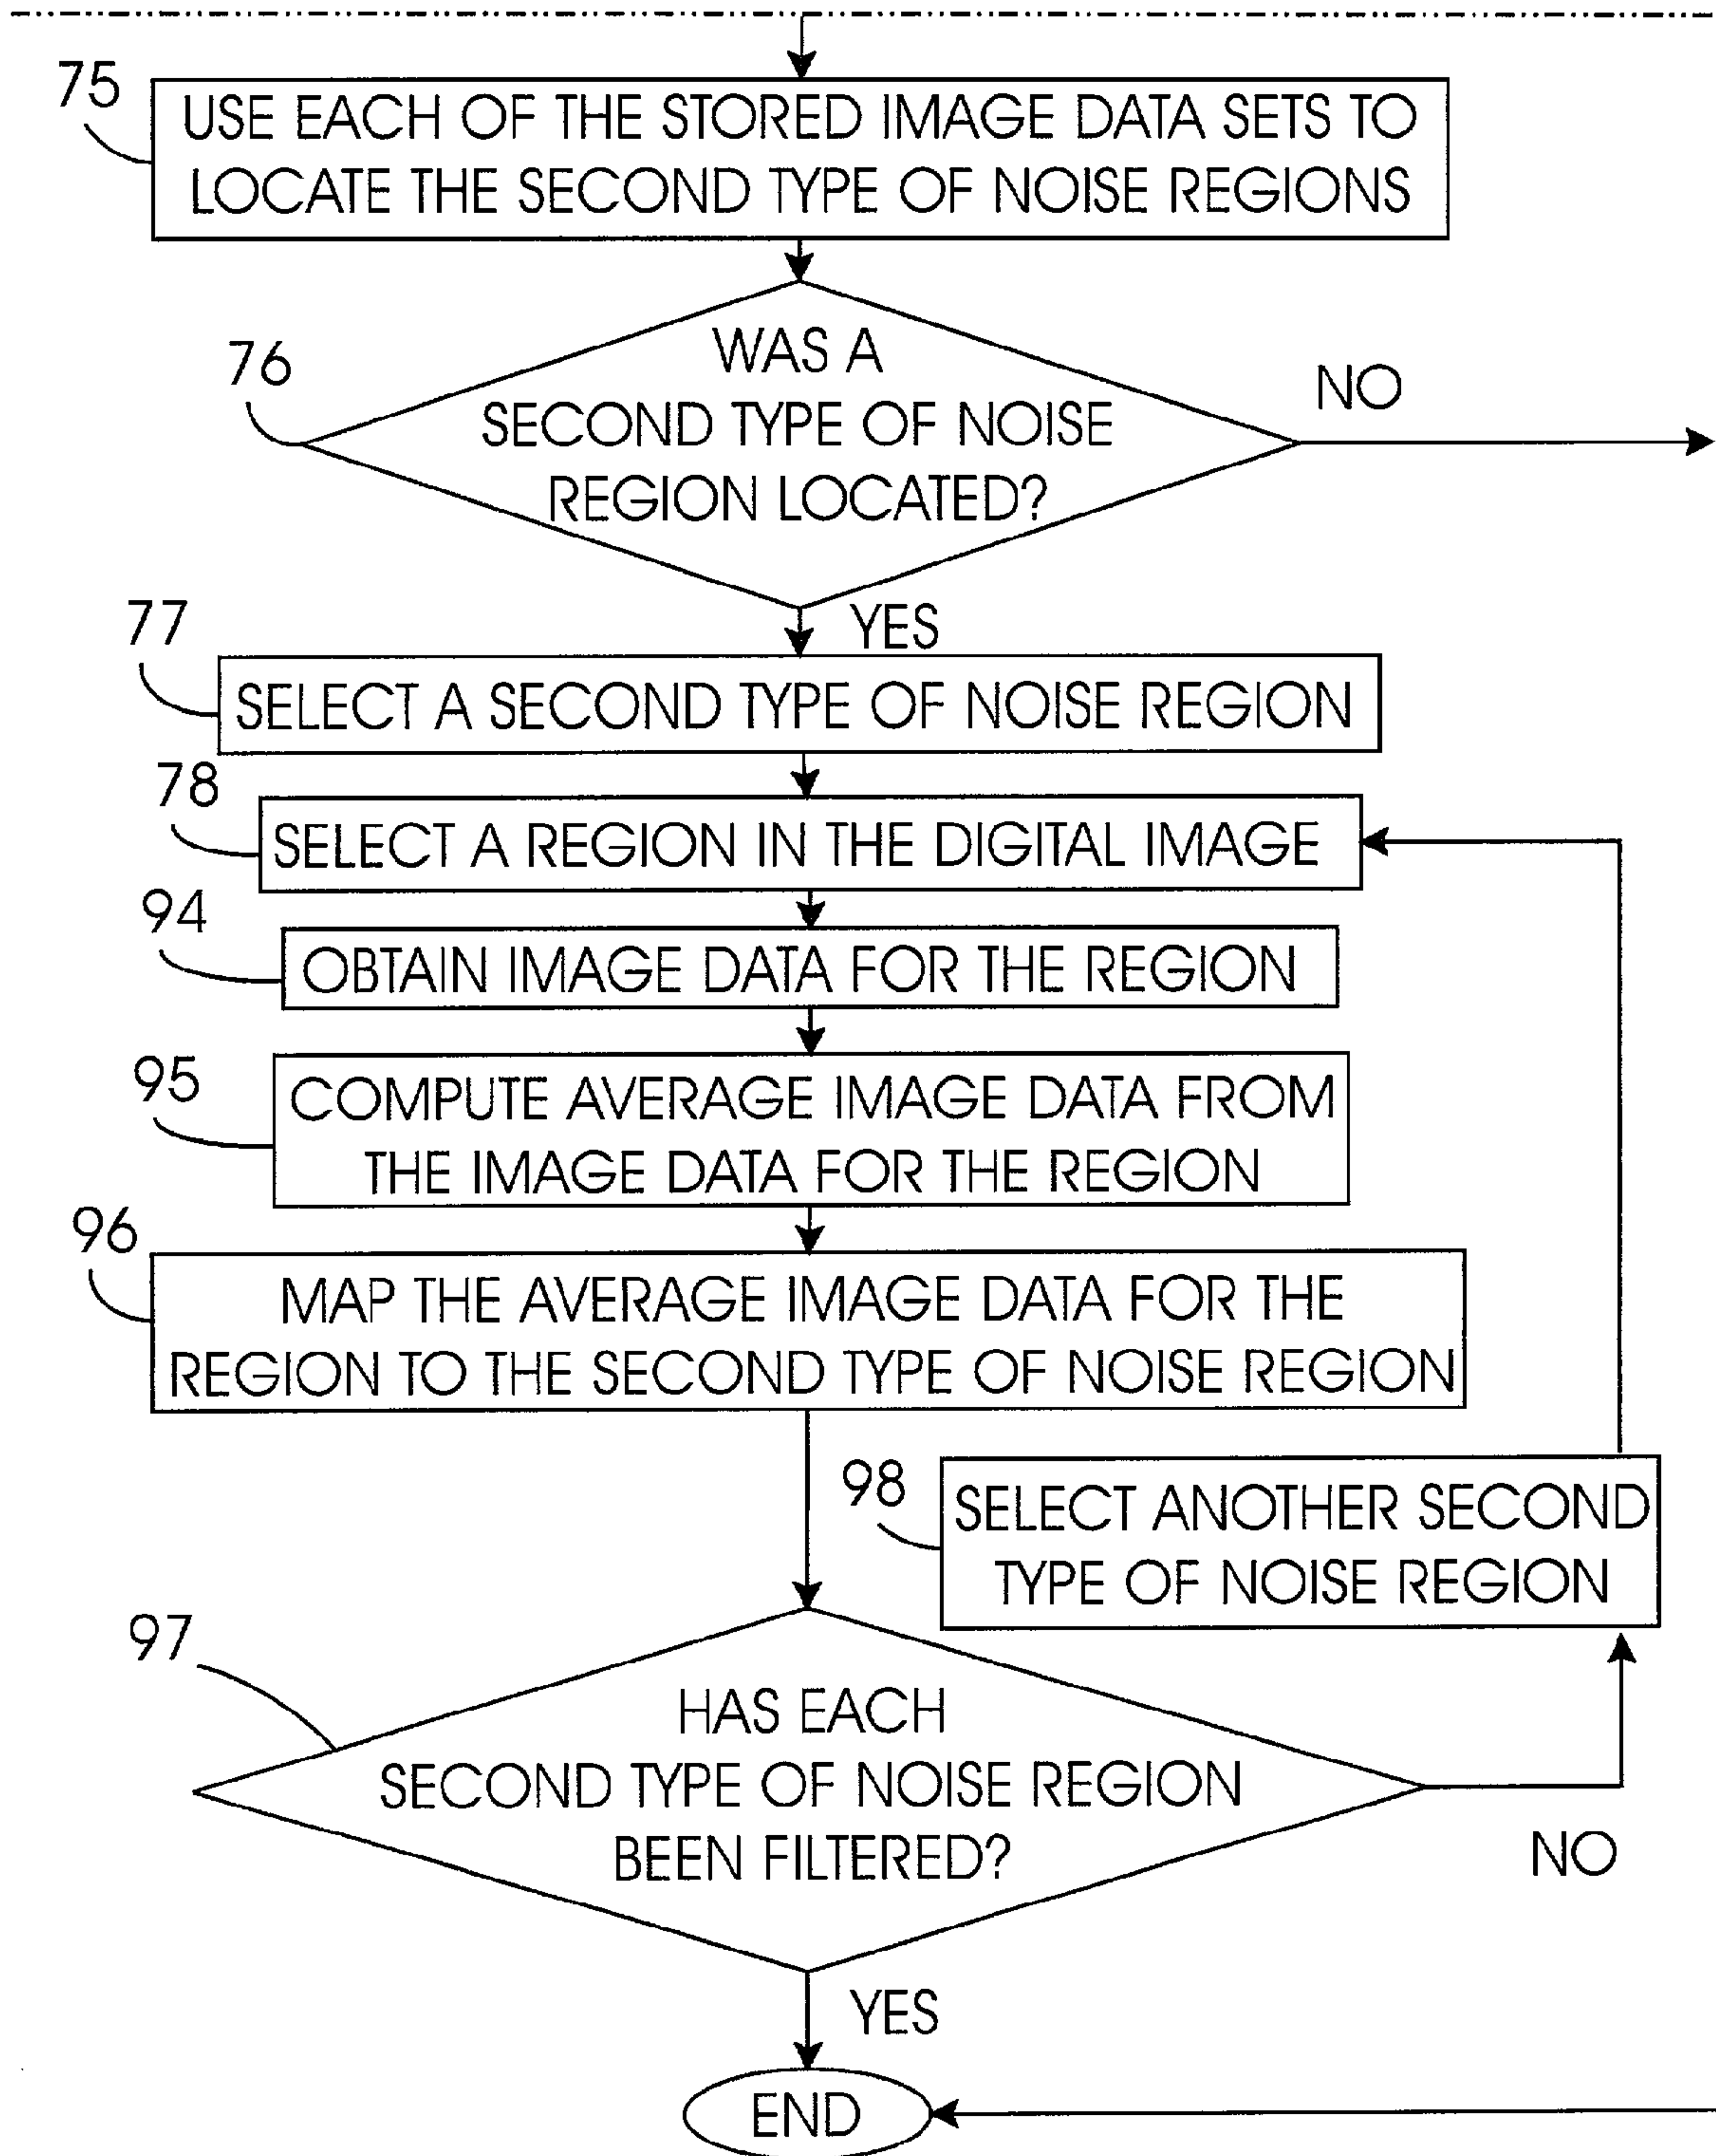 75
USE EACH OF THE STORED IMAGE DATA SETS TO
LOCATE THE SECOND TYPE OF NOISE REGIONS
76
WAS A
SECOND TYPE OF NOISE
REGION LOCATED?
NO
YES
77
SELECT A SECOND TYPE OF NOISE REGION
78
SELECT A REGION IN THE DIGITAL IMAGE
94
OBTAIN IMAGE DATA FOR THE REGION
95
COMPUTE AVERAGE IMAGE DATA FROM
THE IMAGE DATA FOR THE REGION
96
MAP THE AVERAGE IMAGE DATA FOR THE
REGION TO THE SECOND TYPE OF NOISE REGION
98
SELECT ANOTHER SECOND
TYPE OF NOISE REGION
97
HAS EACH
SECOND TYPE OF NOISE REGION
BEEN FILTERED?
NO
YES
END